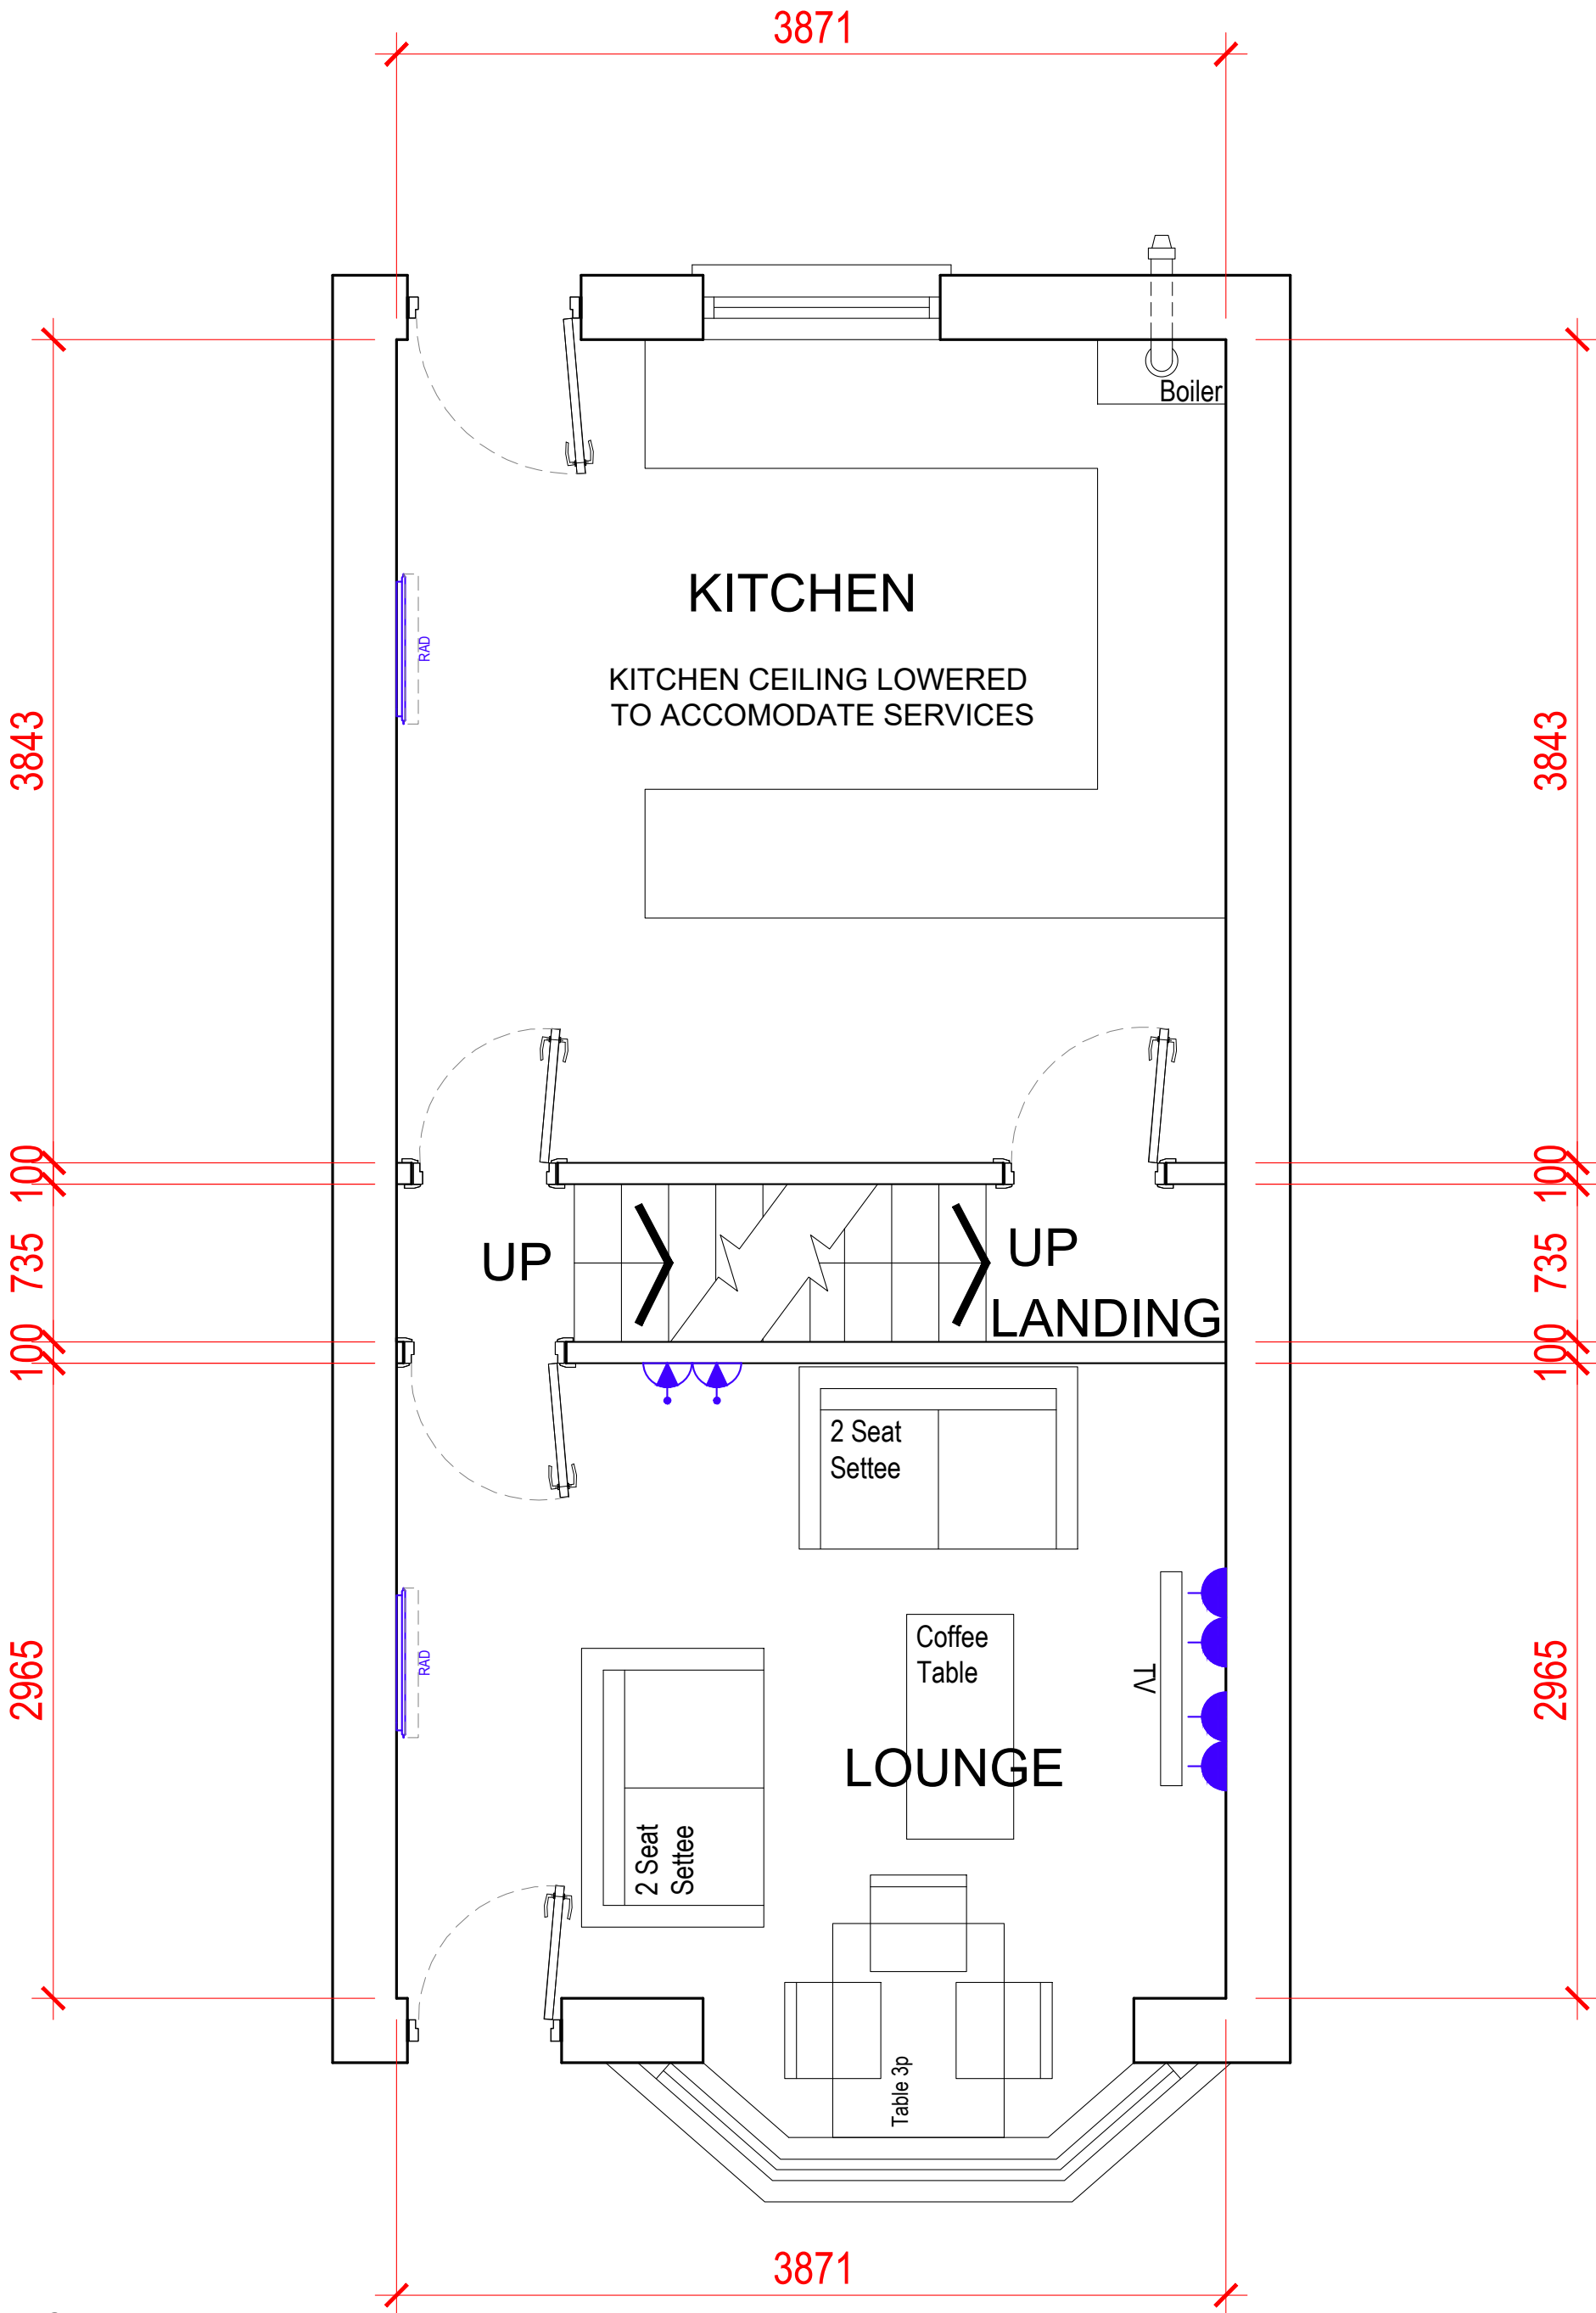 3871
Boiler
KITCHEN
KITCHEN CEILING LOWERED
TO ACCOMODATE SERVICES
RAD
3843
3843
100
100
UP
UP
735
735
LANDING
100
100
2 Seat
Settee
Coffee
Table
TV
RAD
2965
2965
LOUNGE
2 Seat
Settee
Table 3p
3871